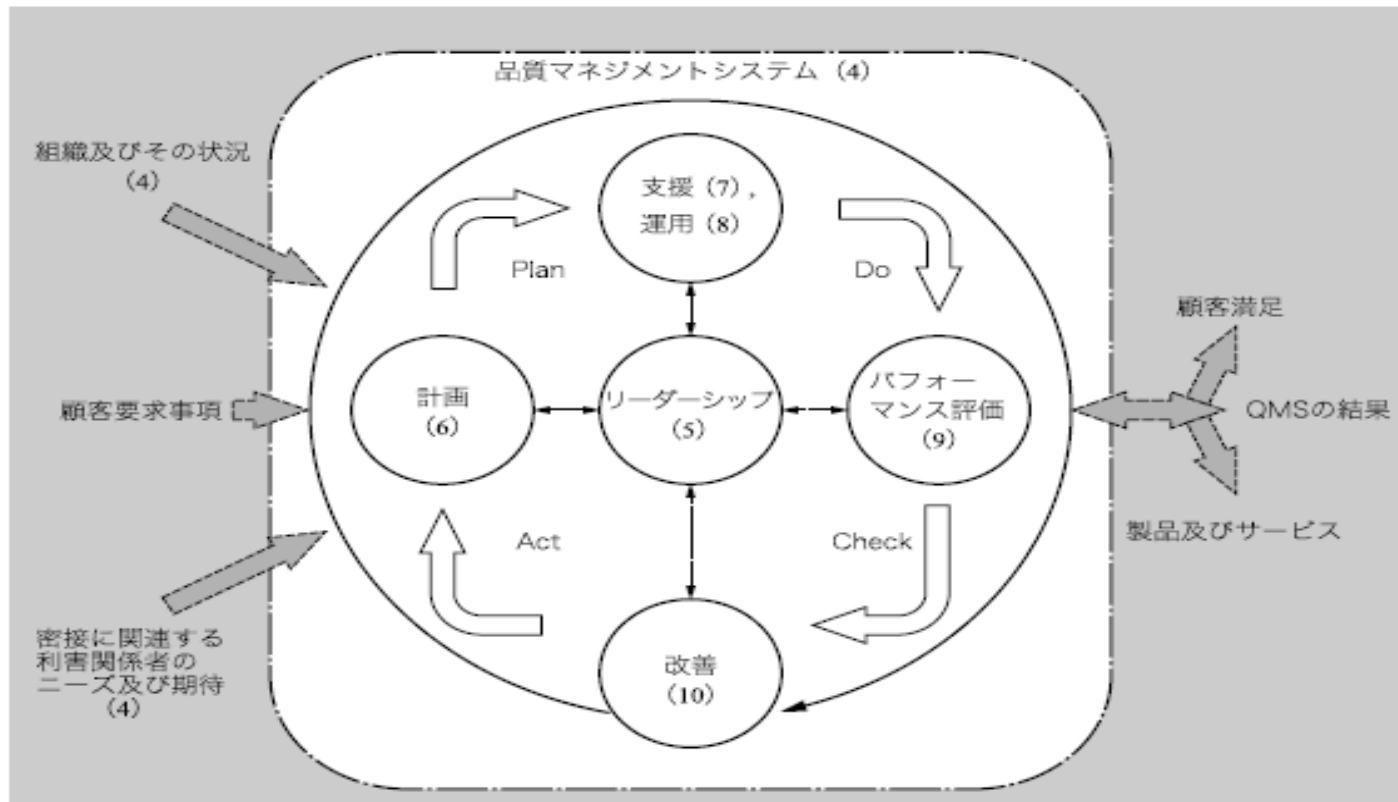 品質マネジメントシステム（4）
組織及びその状況
（4）
支援（7），
運用（8）
Plan
Do
顧客満足
顧客要求事項
計画
（6）
リーダーシップ
（5）
パフォー
マンス評価
（9）
QMSの結果
Act
Check
製品及びサービス
密接に関連する
利害関係者の
ニーズ及び期待
（4）
改善
（10）